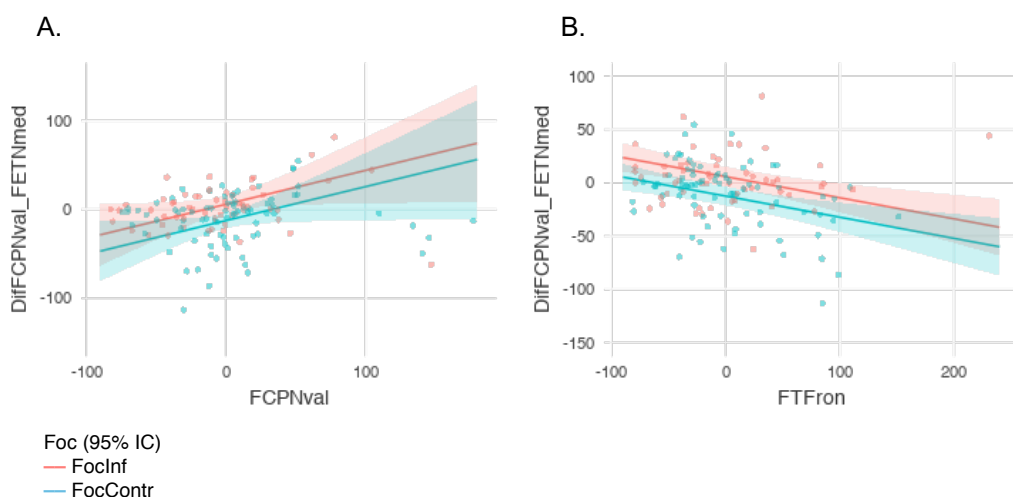 A.
B.
DifFCPNval_FETNmed
100
0
-100
-100
0
100
FCPNval
DifFCPNval_FETNmed
100
50
0
-50
-100
-150
-100
0
100
200
FTFron
Foc (95% IC)
FocInf
FocContr